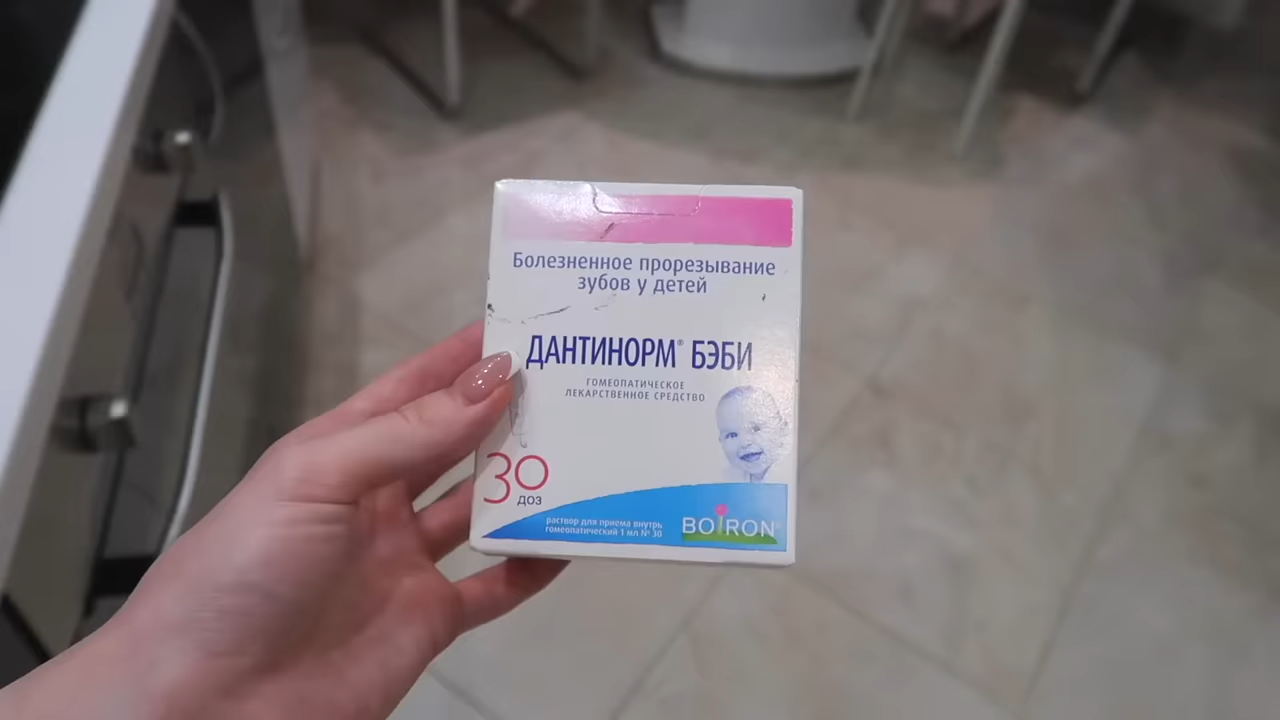 Болезненное прорезывание
зубов у детей
ДАНТИНОРМ® БЭБИ
ГОМЕОПАТИЧЕСКОЕ
ЛЕКАРСТВЕННОЕ СРЕДСТВО
30
ДОЗ
раствор для приема внутрь
гомеопатический 1 мл № 30
BOIRON®